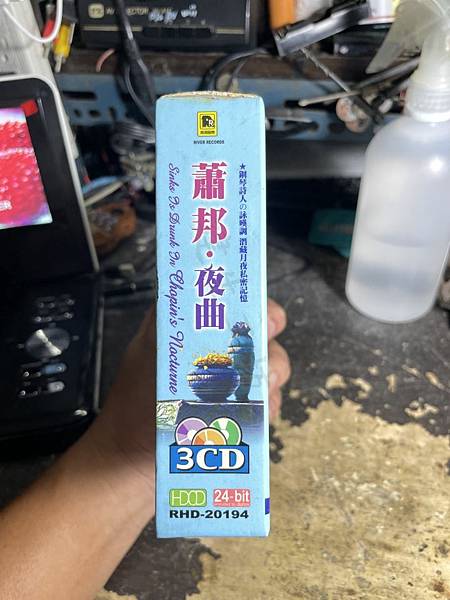 RIVER RECORDS
★鋼琴詩人の詠嘆調 酒藏月夜私密記憶
蕭邦·夜曲
Sinks Is Drunk In Chopin's Nocturne
3CD
HDCD
24-bit
RHD-20194